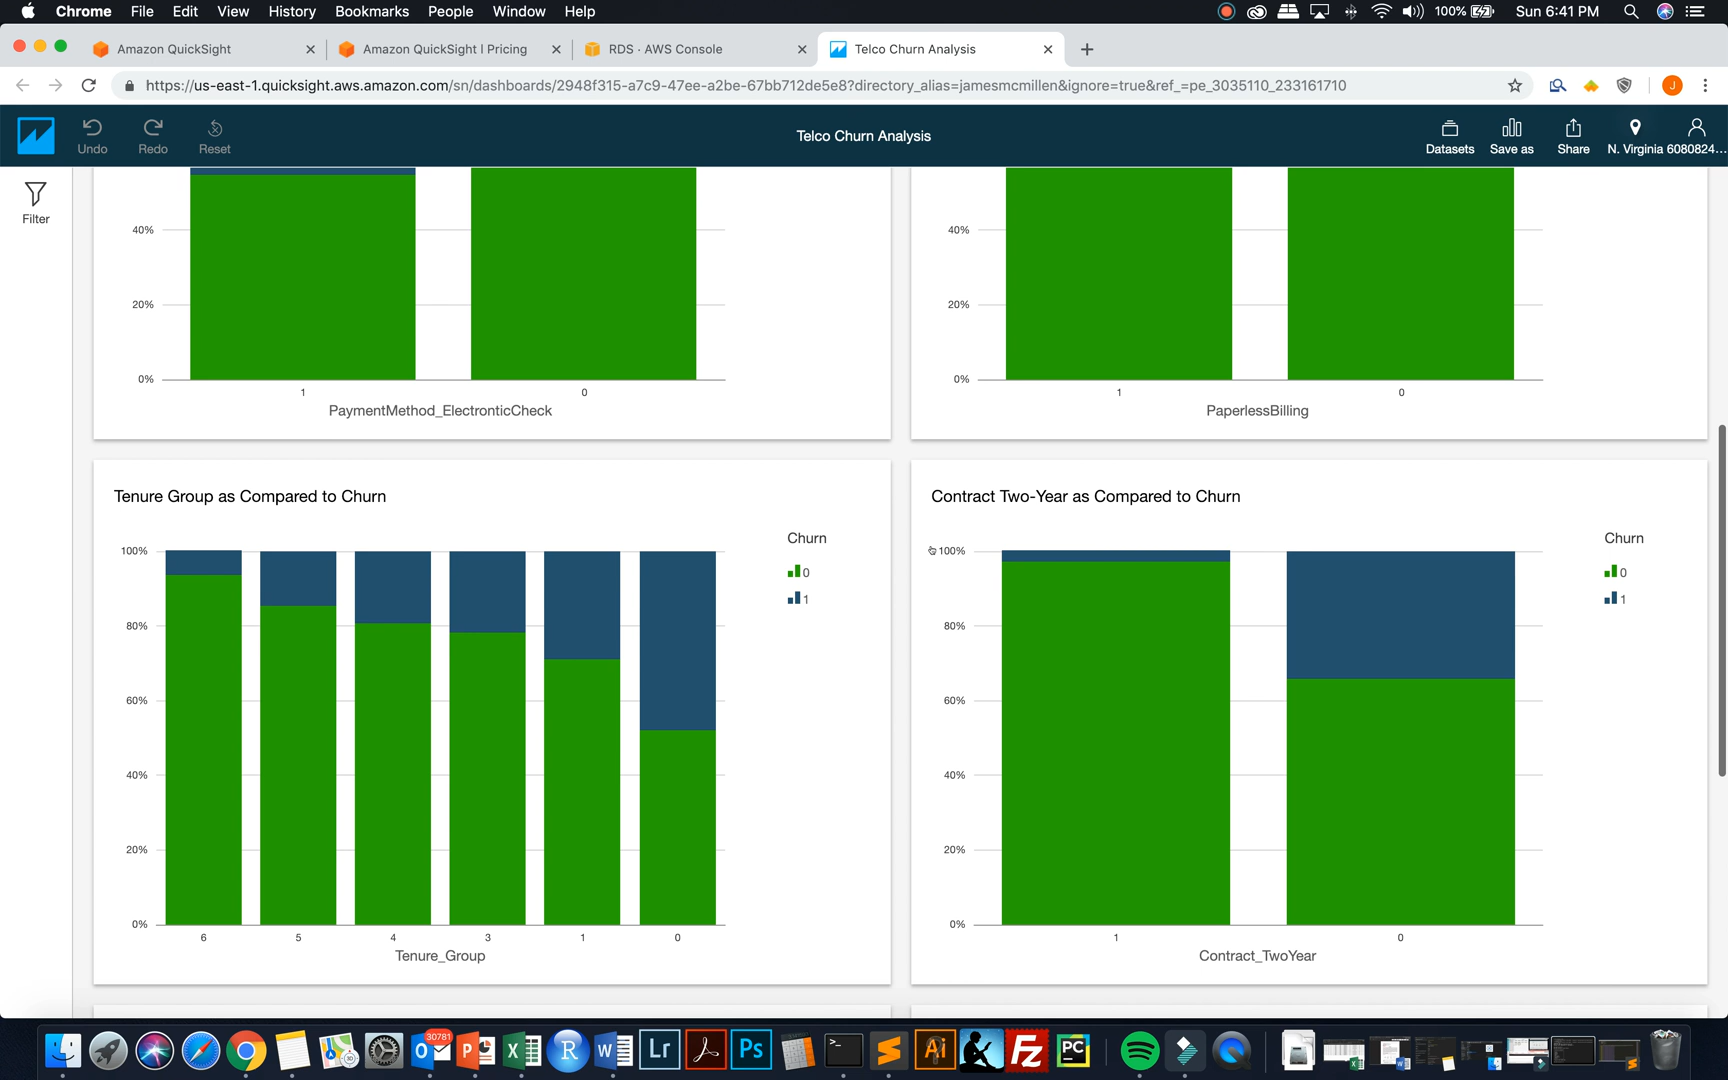 Chrome File Edit View History Bookmarks People Window Help 100% Sun 6:41 PM
Amazon QuickSight Amazon QuickSight | Pricing RDS · AWS Console Telco Churn Analysis
https://us-east-1.quicksight.aws.amazon.com/sn/dashboards/2948f315-a7c9-47ee-a2be-67bb712de5e8?directory_alias=jamesmcmillen&ignore=true&ref_=pe_3035110_233161710 J
Undo Redo Reset Telco Churn Analysis Datasets Save as Share N. Virginia 6080824...
Filter
40%
20%
0%
1 0
PaymentMethod_ElectronticCheck
40%
20%
0%
1 0
PaperlessBilling
Tenure Group as Compared to Churn
Churn
0
1
100%
80%
60%
40%
20%
0%
6 5 4 3 1 0
Tenure_Group
Contract Two-Year as Compared to Churn
Churn
0
1
100%
80%
60%
40%
20%
0%
1 0
Contract_TwoYear
30781
R W Lr Ps >_ Ai Fz PC